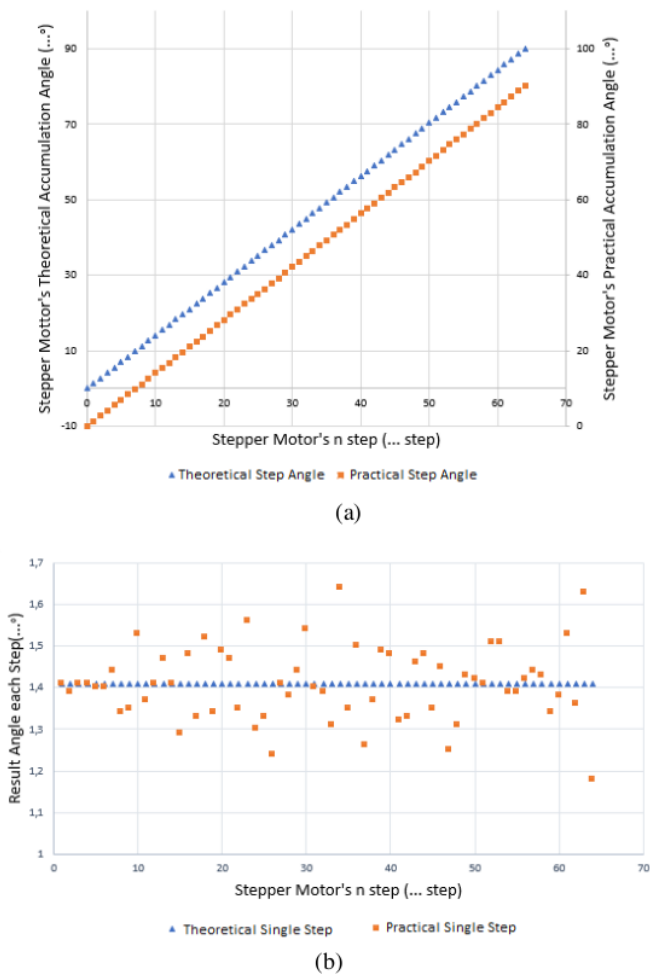 Stepper Mottor's Theoretical Accumulation Angle (...°)
90
70
50
30
10
-10
100
80
60
40
20
0
Stepper Motor's Practical Accumulation Angle (...°)
0 10 20 30 40 50 60 70
Stepper Motor's n step (... step)
Theoretical Step Angle Practical Step Angle
(a)
Result Angle each Step(...°)
1,7
1,6
1,5
1,4
1,3
1,2
1,1
1
0 10 20 30 40 50 60 70
Stepper Motor's n step (... step)
Theoretical Single Step Practical Single Step
(b)